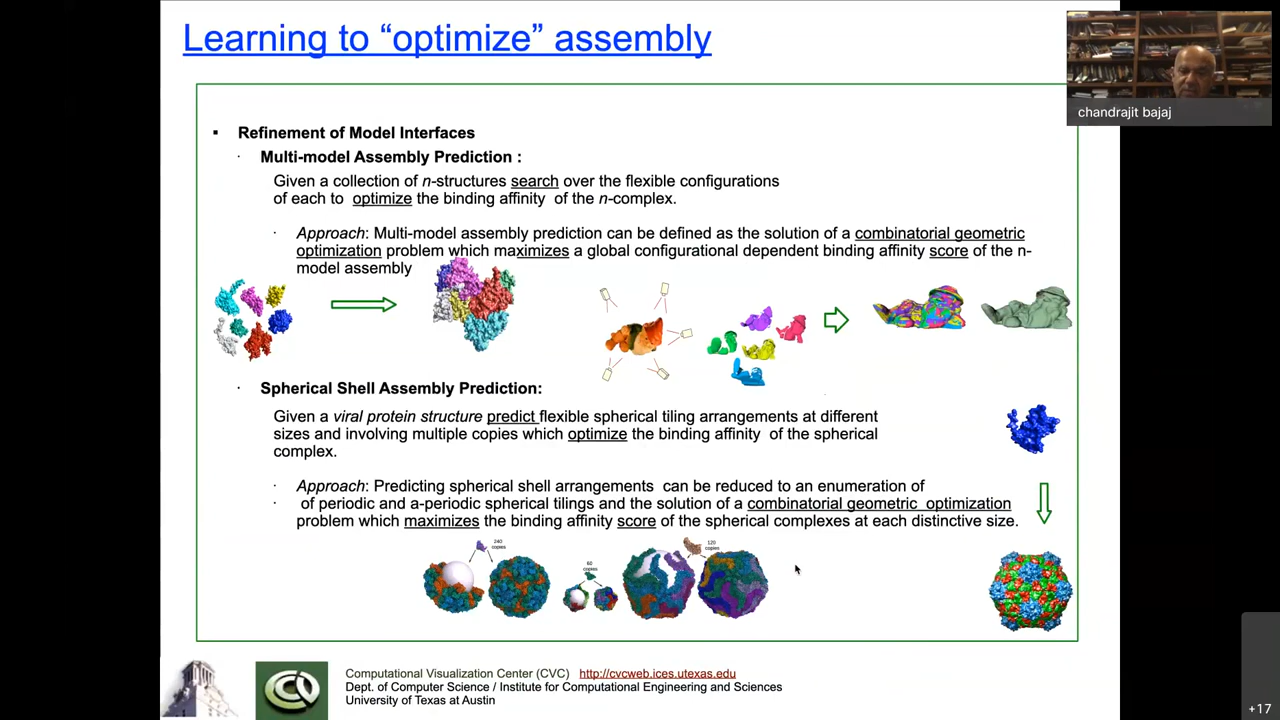 Learning to “optimize” assembly
chandrajit bajaj
▪ Refinement of Model Interfaces
· Multi-model Assembly Prediction :
Given a collection of n-structures search over the flexible configurations
of each to optimize the binding affinity of the n-complex.
· Approach: Multi-model assembly prediction can be defined as the solution of a combinatorial geometric
optimization problem which maximizes a global configurational dependent binding affinity score of the n-
model assembly
· Spherical Shell Assembly Prediction:
Given a viral protein structure predict flexible spherical tiling arrangements at different
sizes and involving multiple copies which optimize the binding affinity of the spherical
complex.
· Approach: Predicting spherical shell arrangements can be reduced to an enumeration of
· of periodic and a-periodic spherical tilings and the solution of a combinatorial geometric optimization
problem which maximizes the binding affinity score of the spherical complexes at each distinctive size.
240
copies
60
copies
120
copies
Computational Visualization Center (CVC) http://cvcweb.ices.utexas.edu
Dept. of Computer Science / Institute for Computational Engineering and Sciences
University of Texas at Austin
+17